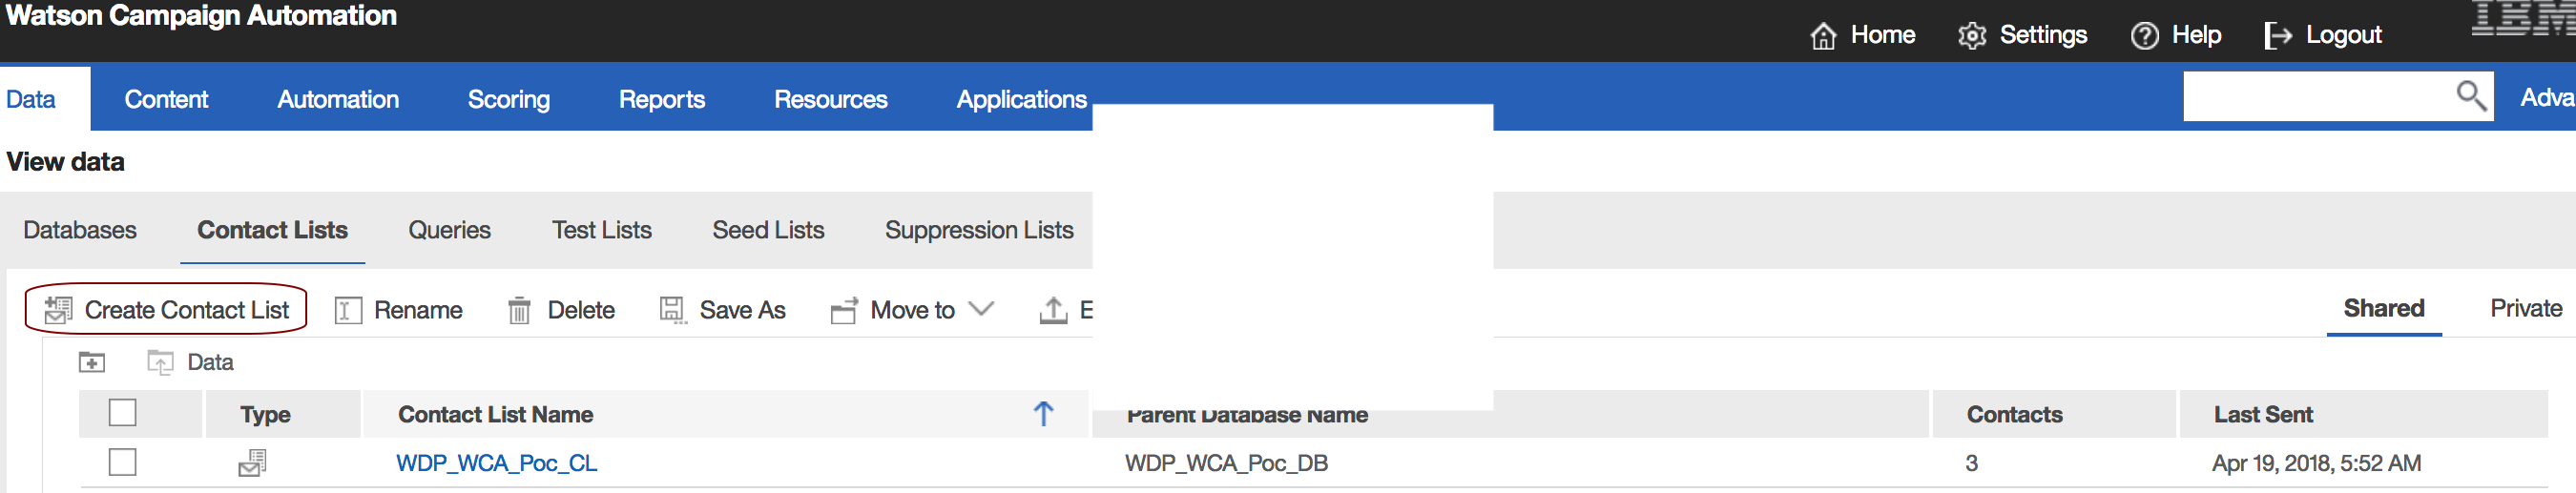 Watson Campaign Automation
Home Settings Help Logout
IBM
Data Content Automation Scoring Reports Resources Applications
View data
Databases Contact Lists Queries Test Lists Seed Lists Suppression Lists
Create Contact List Rename Delete Save As Move to Shared Private
Data
Type Contact List Name Parent Database Name Contacts Last Sent
WDP_WCA_Poc_CL WDP_WCA_Poc_DB 3 Apr 19, 2018, 5:52 AM